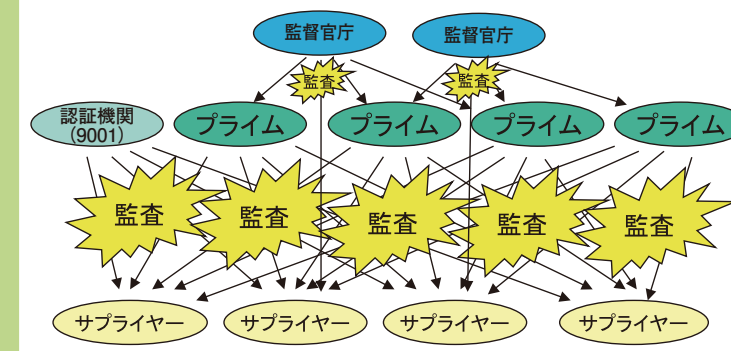 監督官庁
監督官庁
監査
監査
認証機関
(9001)
プライム
プライム
プライム
プライム
監査
監査
監査
監査
監査
サプライヤー
サプライヤー
サプライヤー
サプライヤー